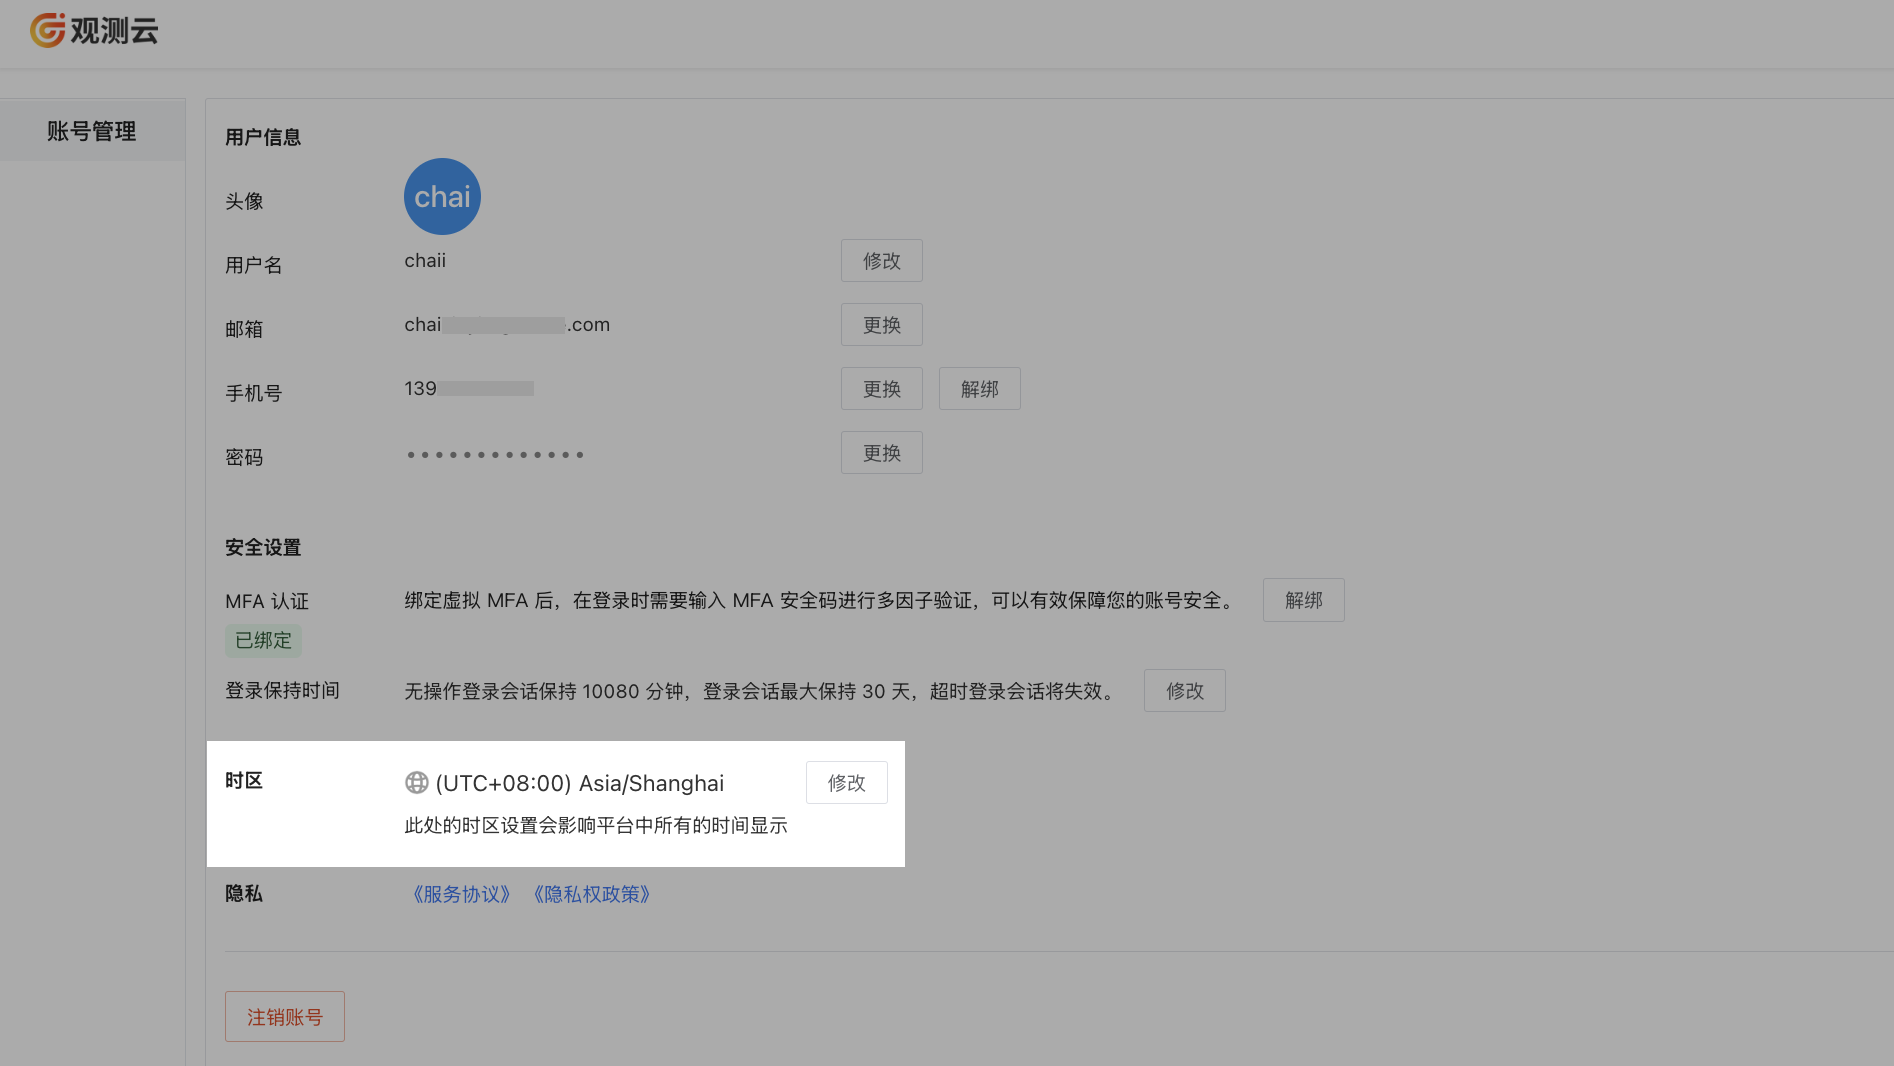 观测云
账号管理
用户信息
头像
chai
用户名
chaii
修改
邮箱
chai
.com
更换
手机号
139
更换
解绑
密码
•••••••••••••
更换
安全设置
MFA 认证
绑定虚拟 MFA 后，在登录时需要输入 MFA 安全码进行多因子验证，可以有效保障您的账号安全。
解绑
已绑定
登录保持时间
无操作登录会话保持 10080 分钟，登录会话最大保持 30 天，超时登录会话将失效。
修改
时区
(UTC+08:00) Asia/Shanghai
修改
此处的时区设置会影响平台中所有的时间显示
隐私
《服务协议》 《隐私权政策》
注销账号